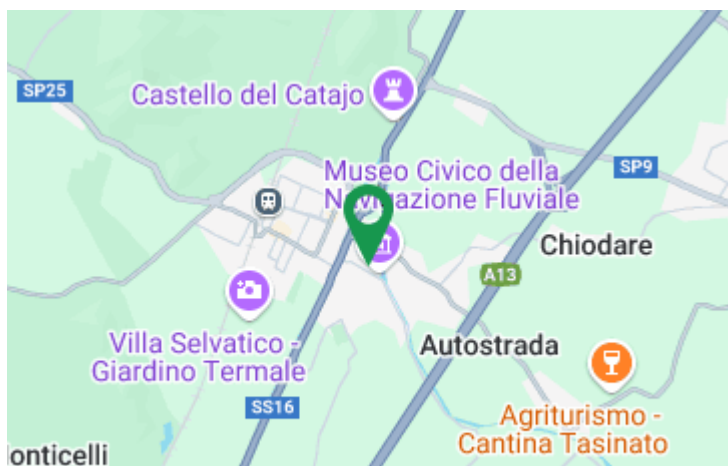 SP25
Castello del Catajo
Museo Civico della
Navigazione Fluviale
SP9
Chiodare
A13
Villa Selvatico -
Giardino Termale
Autostrada
SS16
Agriturismo -
Cantina Tasinato